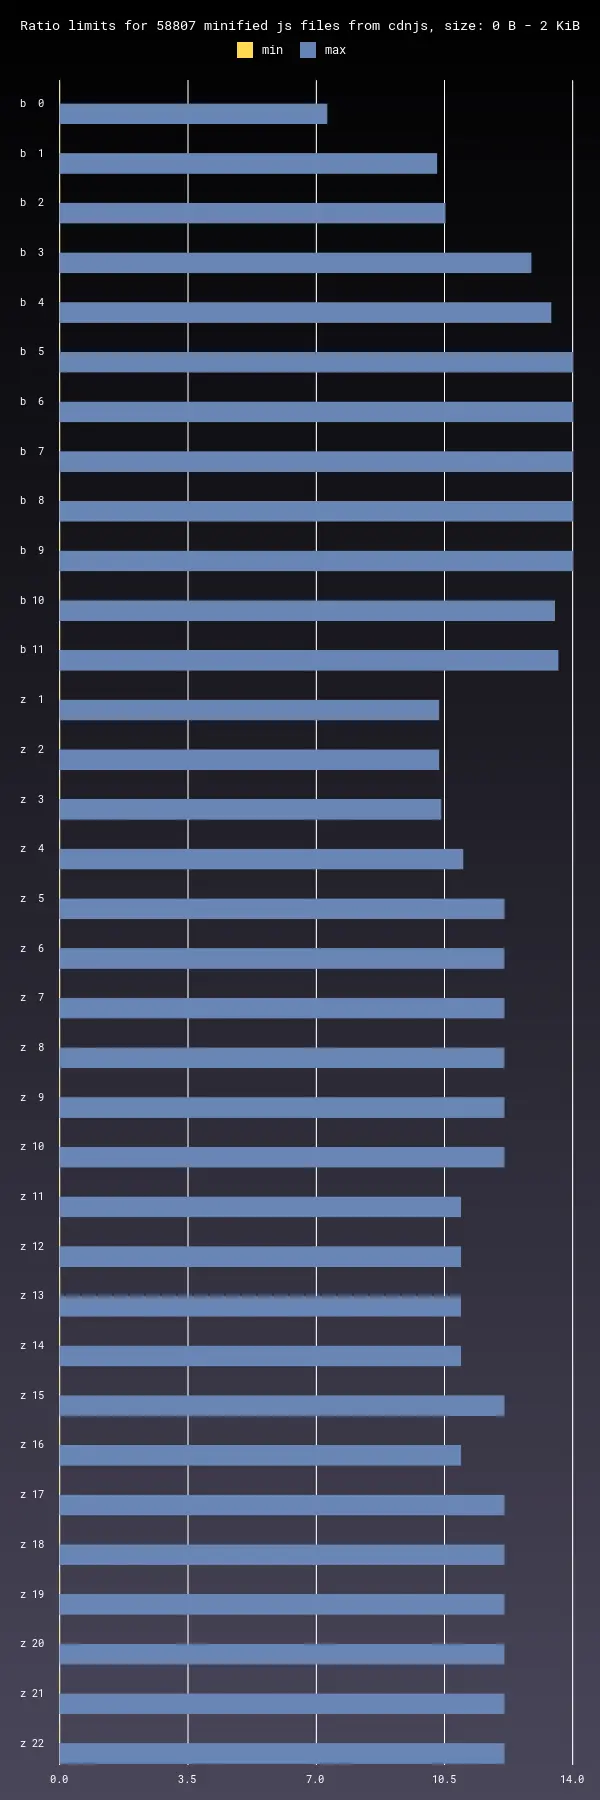 Ratio limits for 58807 minified js files from cdnjs, size: 0 B - 2 KiB
min max
b 0
b 1
b 2
b 3
b 4
b 5
b 6
b 7
b 8
b 9
b 10
b 11
z 1
z 2
z 3
z 4
z 5
z 6
z 7
z 8
z 9
z 10
z 11
z 12
z 13
z 14
z 15
z 16
z 17
z 18
z 19
z 20
z 21
z 22
0.0 3.5 7.0 10.5 14.0